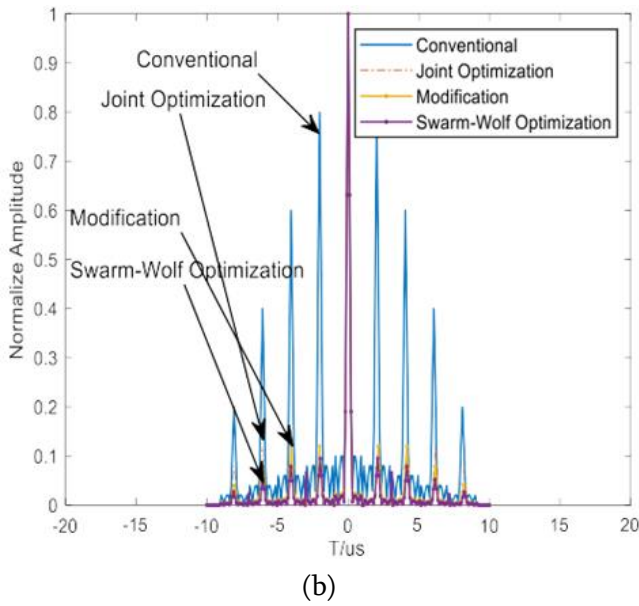 1
0.9
0.8
0.7
0.6
0.5
0.4
0.3
0.2
0.1
0
Normalize Amplitude
Conventional
Joint Optimization
Modification
Swarm-Wolf Optimization
Conventional
Joint Optimization
Modification
Swarm-Wolf Optimization
-20 -15 -10 -5 0 5 10 15 20
T/us
(b)